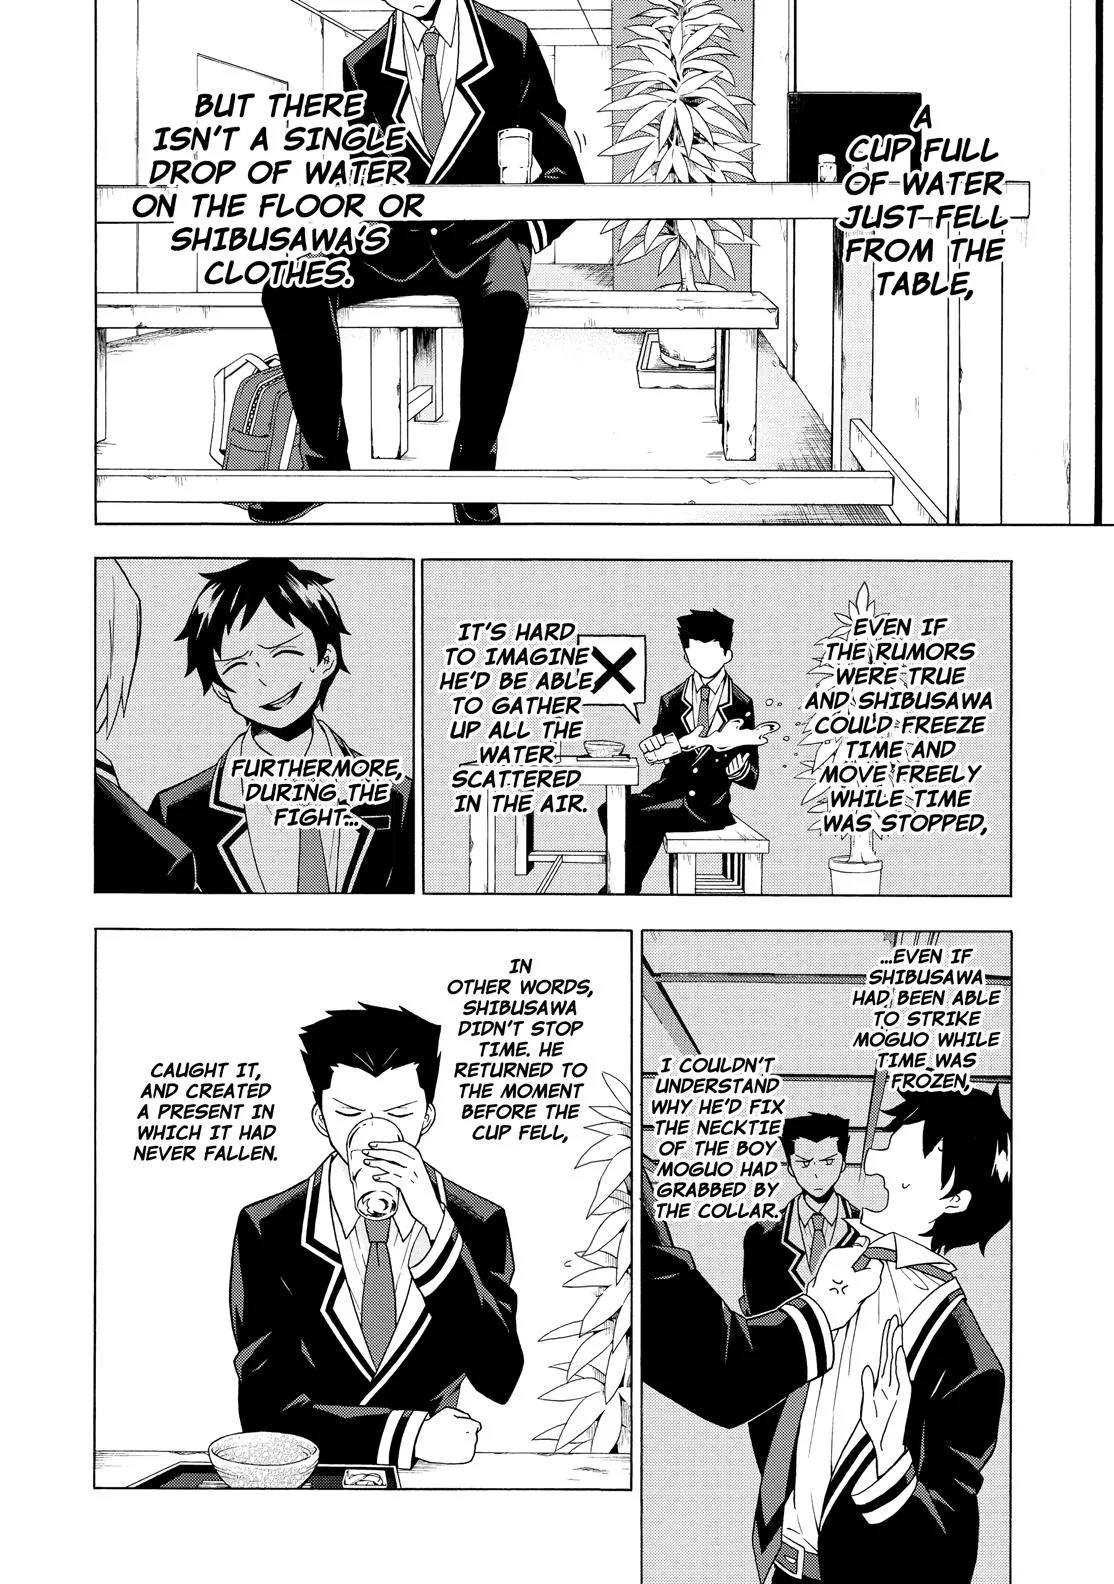 A
CUP FULL
OF WATER
JUST FELL
FROM THE
TABLE,
BUT THERE
ISN'T A SINGLE
DROP OF WATER
ON THE FLOOR OR
SHIBUSAWA'S
CLOTHES.
EVEN IF
THE RUMORS
WERE TRUE
AND SHIBUSAWA
COULD FREEZE
TIME AND
MOVE FREELY
WHILE TIME
WAS STOPPED,
IT'S HARD
TO IMAGINE
HE'D BE ABLE
TO GATHER
UP ALL THE
WATER
SCATTERED
IN THE AIR.
FURTHERMORE,
DURING THE
FIGHT...
...EVEN IF
SHIBUSAWA
HAD BEEN ABLE
TO STRIKE
MOGUO WHILE
TIME WAS
FROZEN,
I COULDN'T
UNDERSTAND
WHY HE'D FIX
THE NECKTIE
OF THE BOY
MOGUO HAD
GRABBED BY
THE COLLAR.
IN
OTHER WORDS,
SHIBUSAWA
DIDN'T STOP
TIME. HE
RETURNED TO
THE MOMENT
BEFORE THE
CUP FELL,
CAUGHT IT,
AND CREATED
A PRESENT IN
WHICH IT HAD
NEVER FALLEN.